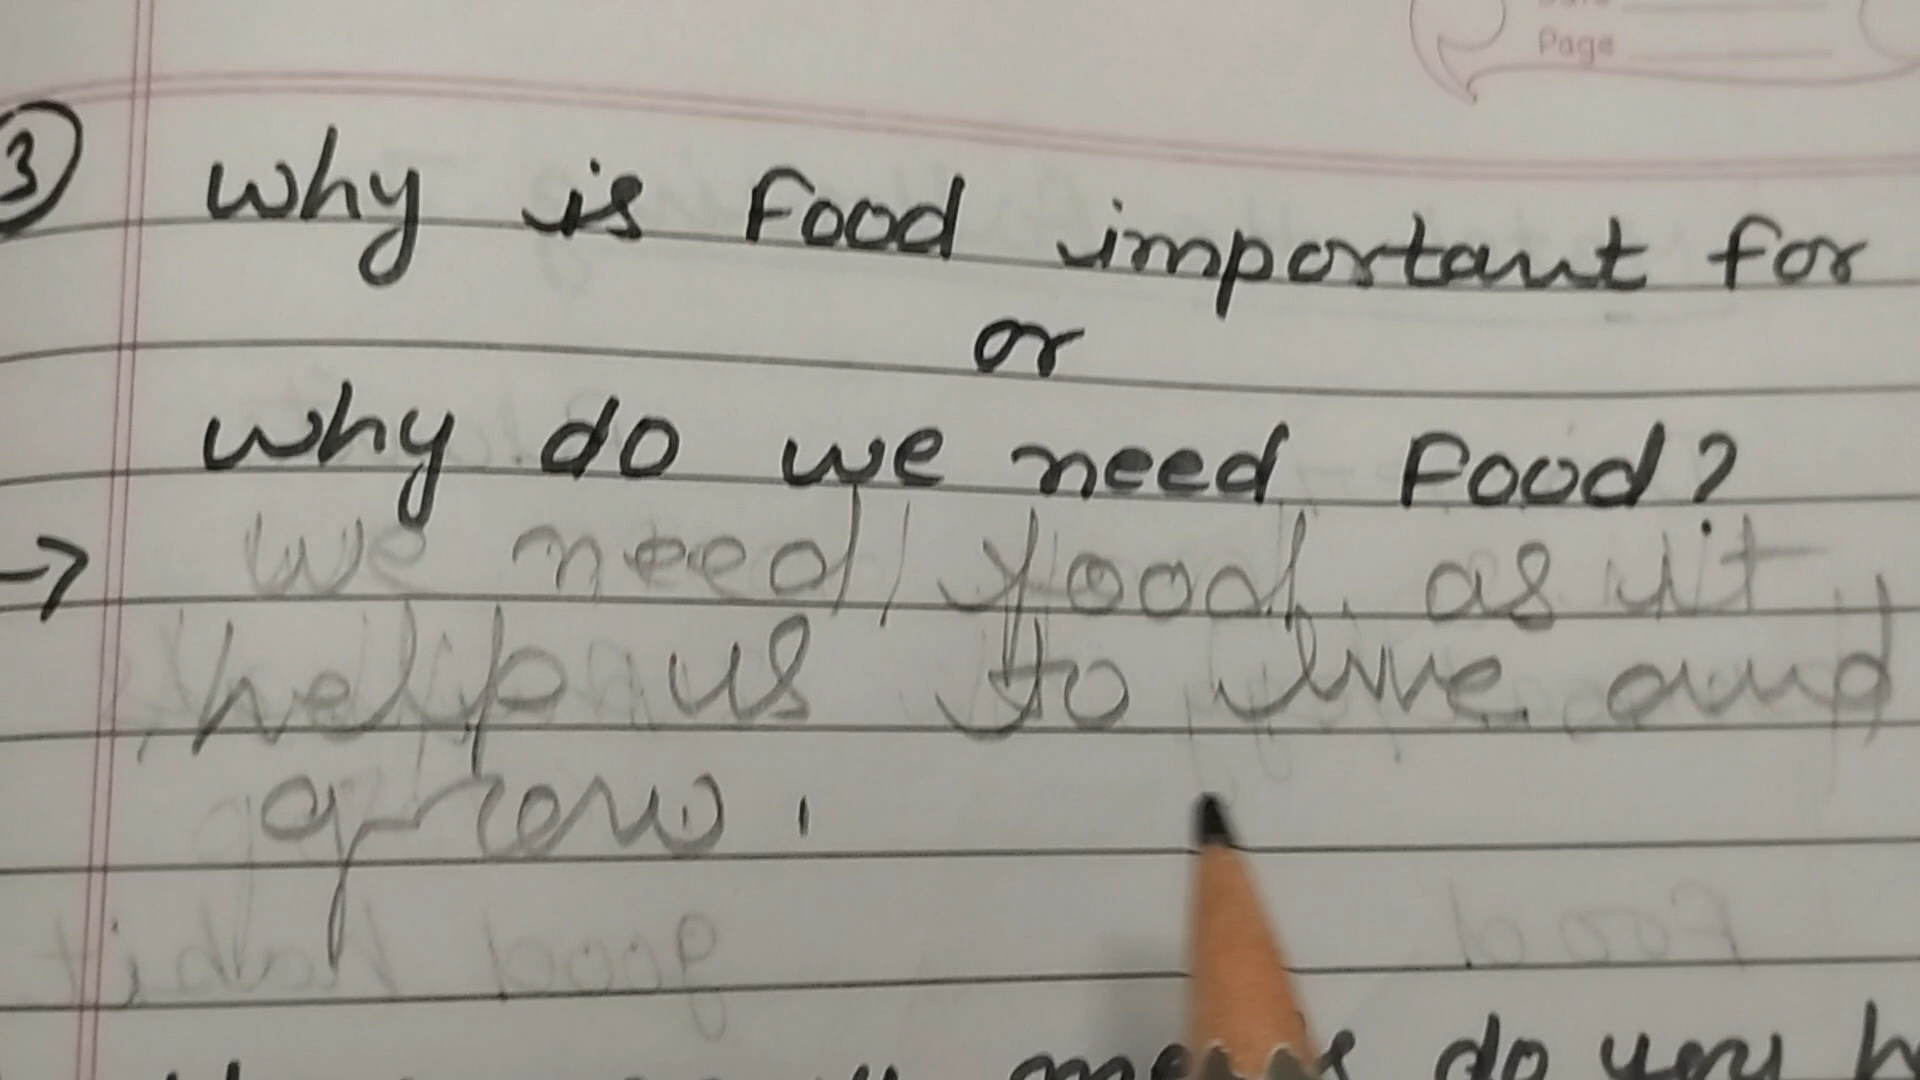 Page
③ Why is Food important for
or
Why do we need Food?
→ We need food as it
help us to live and
grow.
do you